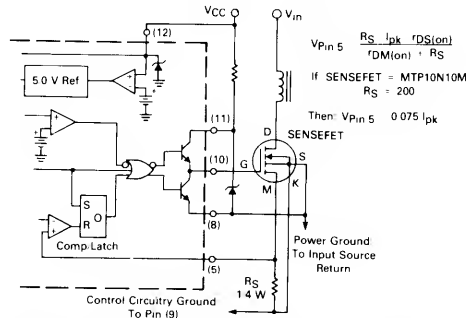 VCC
Vin
(12)
5.0 V Ref
VPin 5 RS Ipk rDS(on)
rDM(on) + RS
If SENSEFET = MTP10N10M
RS = 200
Then: VPin 5 0.075 Ipk
(11)
D SENSEFET
(10)
G
S
M
K
(8)
S
R
Q
Comp/Latch
(5)
Power Ground:
To Input Source
Return
RS
1/4 W
Control Circuitry Ground:
To Pin (9)